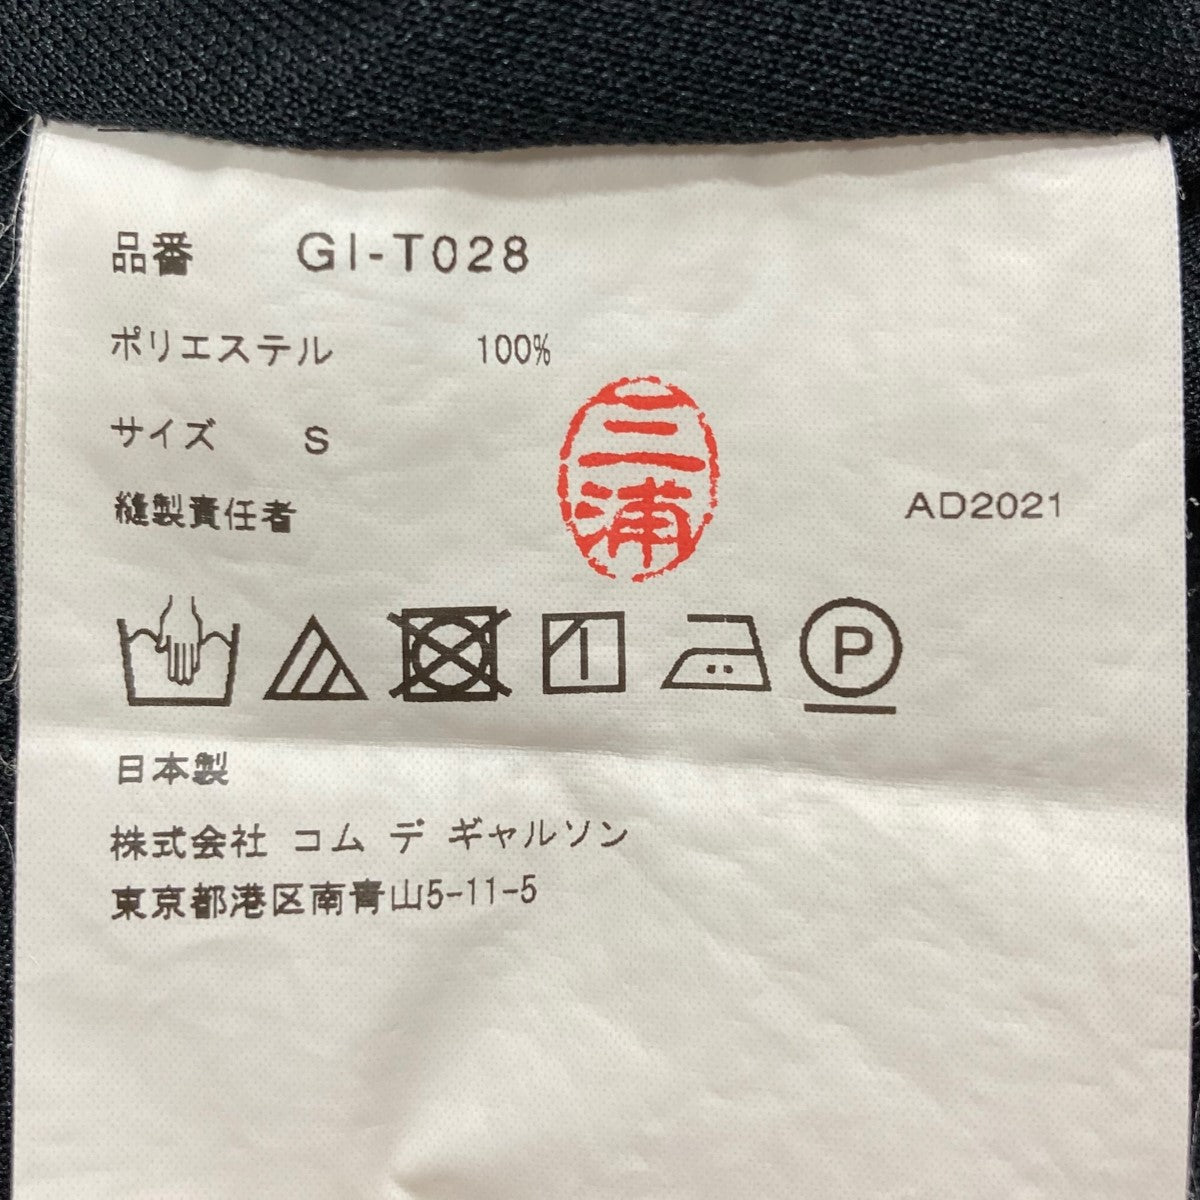 品番 GI-T028
ポリエステル 100%
サイズ S
三浦
縫製責任者 AD2021
P
日本製
株式会社 コム デ ギャルソン
東京都港区南青山5-11-5